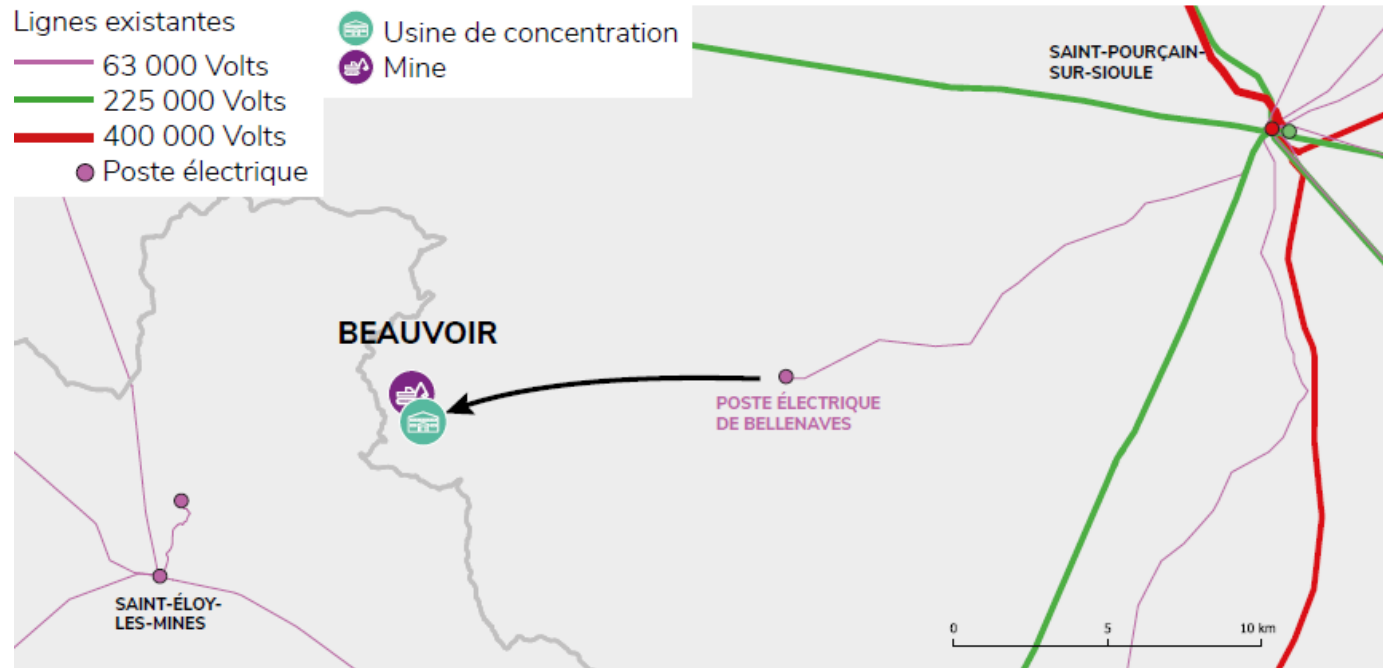 Lignes existantes
63 000 Volts
225 000 Volts
400 000 Volts
Poste électrique
Usine de concentration
Mine
SAINT-POURÇAIN-
SUR-SIOULE
BEAUVOIR
POSTE ÉLECTRIQUE
DE BELLENAVES
SAINT-ÉLOY-
LES-MINES
0 5 10 km